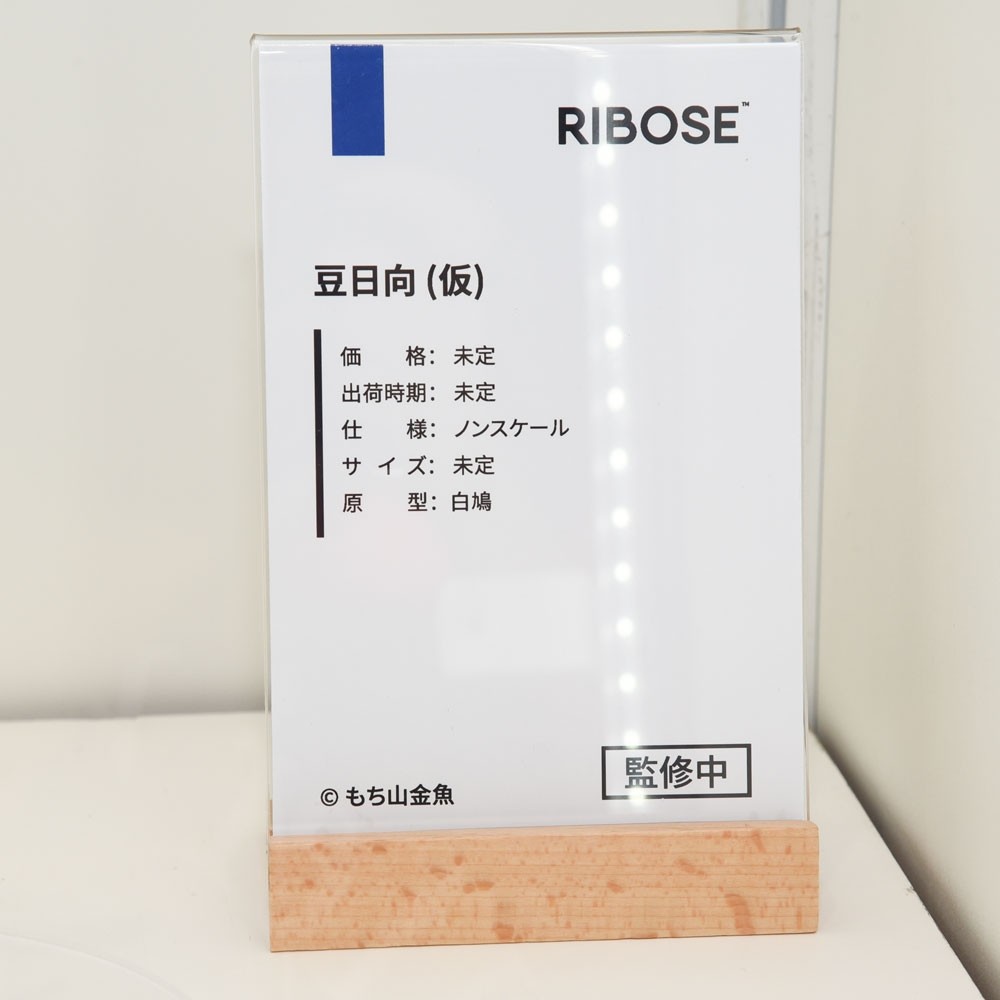 RIBOSE™
豆日向 (仮)
価　格： 未定
出荷時期： 未定
仕　様： ノンスケール
サイズ： 未定
原　型： 白鳩
監修中
© もち山金魚